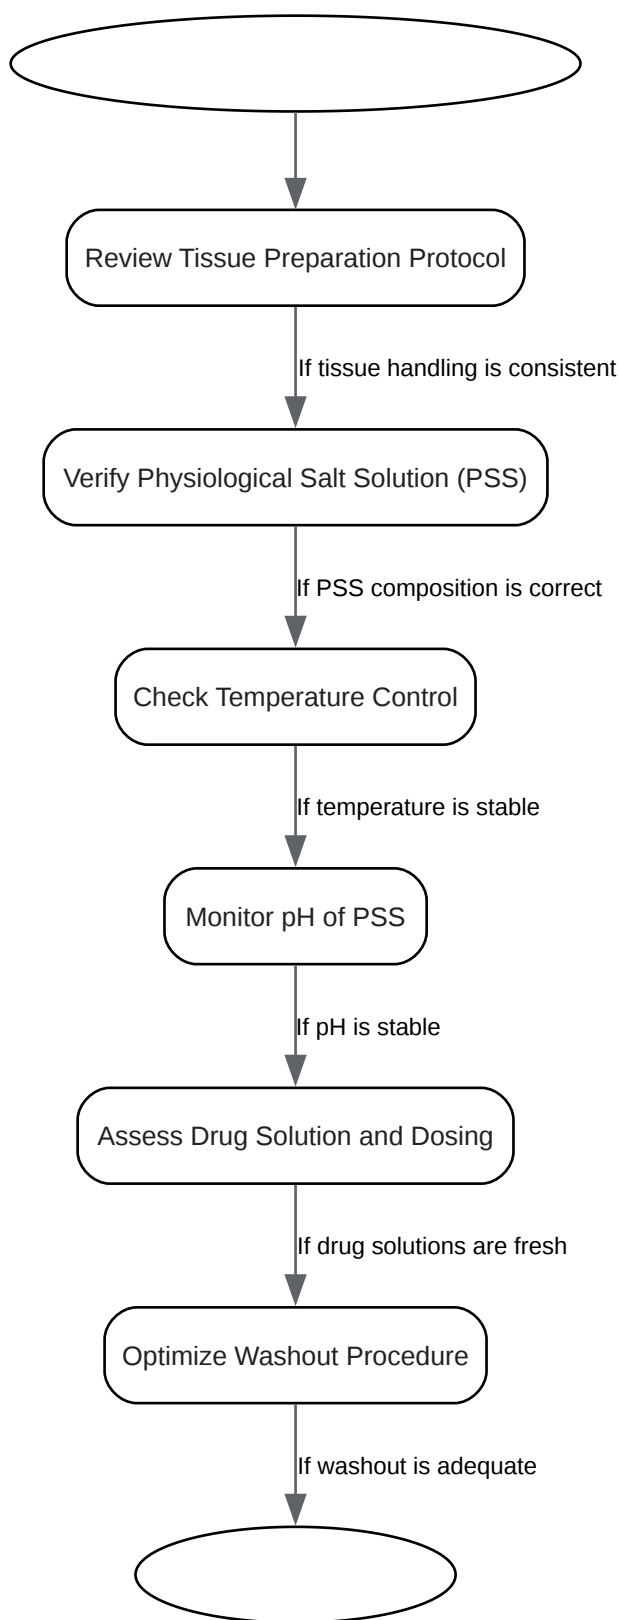 Review Tissue Preparation Protocol
If tissue handling is consistent
Verify Physiological Salt Solution (PSS)
If PSS composition is correct
Check Temperature Control
If temperature is stable
Monitor pH of PSS
If pH is stable
Assess Drug Solution and Dosing
If drug solutions are fresh
Optimize Washout Procedure
If washout is adequate